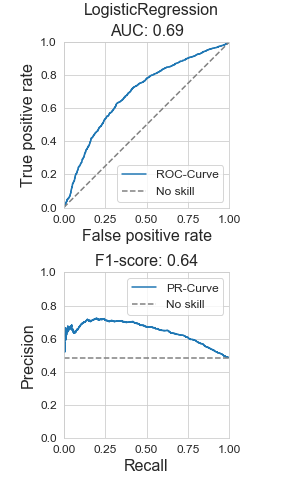 LogisticRegression
AUC: 0.69
1.0
0.8
0.6
0.4
0.2
0.0
True positive rate
ROC-Curve
No skill
0.00 0.25 0.50 0.75 1.00
False positive rate
F1-score: 0.64
1.0
0.8
0.6
0.4
0.2
0.0
Precision
PR-Curve
No skill
0.00 0.25 0.50 0.75 1.00
Recall